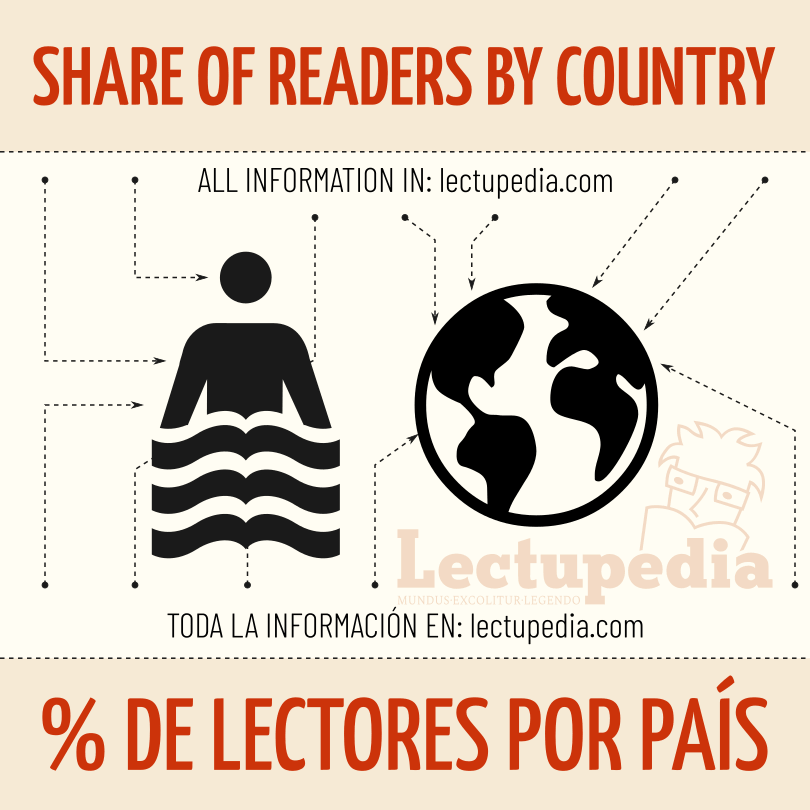 SHARE OF READERS BY COUNTRY
ALL INFORMATION IN: lectupedia.com
Lectupedia
MUNDUS·EXCOLITUR·LEGENDO
TODA LA INFORMACIÓN EN: lectupedia.com
% DE LECTORES POR PAÍS